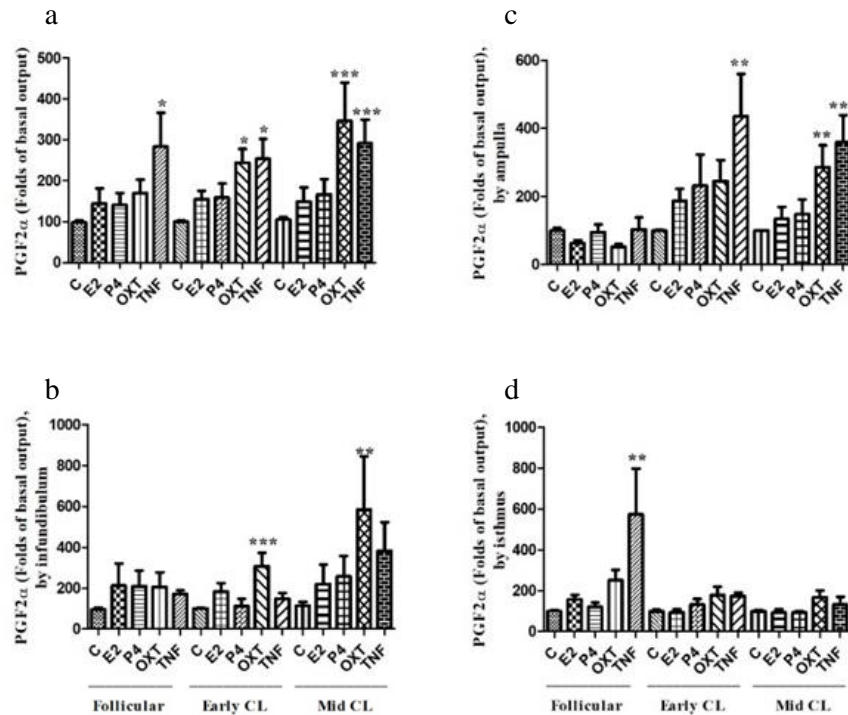 a
PGF2α (Folds of basal output)
500
400
300
200
100
0
* * * *** ***
C E2 P4 OXT TNF C E2 P4 OXT TNF C E2 P4 OXT TNF
c
PGF2α (Folds of basal output),
by ampulla
600
400
200
0
** ** **
C E2 P4 OXT TNF C E2 P4 OXT TNF C E2 P4 OXT TNF
b
PGF2α (Folds of basal output),
by infundibulum
1000
800
600
400
200
0
*** **
C E2 P4 OXT TNF C E2 P4 OXT TNF C E2 P4 OXT TNF
Follicular Early CL Mid CL
d
PGF2α (Folds of basal output),
by isthmus
1000
800
600
400
200
0
**
C E2 P4 OXT TNF C E2 P4 OXT TNF C E2 P4 OXT TNF
Follicular Early CL Mid CL